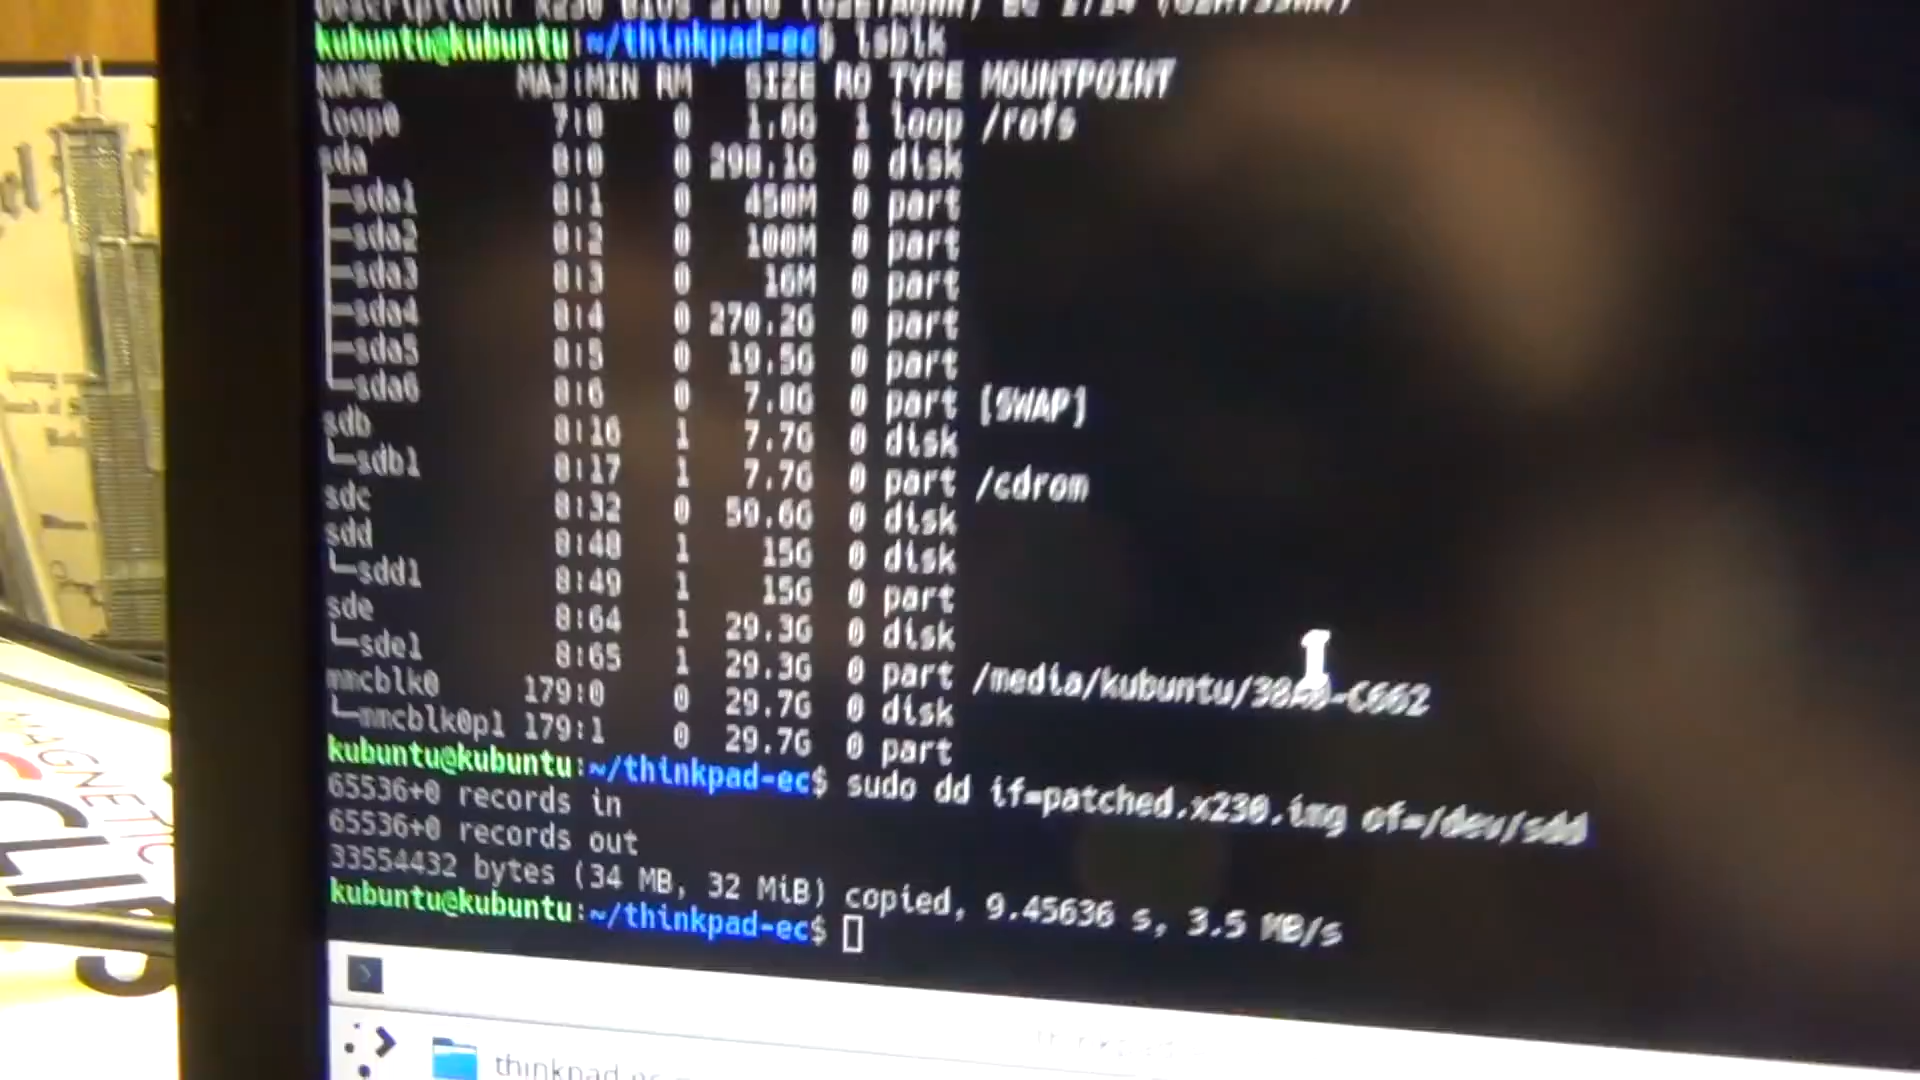 kubuntu@kubuntu:~/thinkpad-ec$ lsblk
NAME MAJ:MIN RM SIZE RO TYPE MOUNTPOINT
loop0 7:0 0 1.6G 1 loop /rofs
sda 8:0 0 298.1G 0 disk
├─sda1 8:1 0 450M 0 part
├─sda2 8:2 0 100M 0 part
├─sda3 8:3 0 16M 0 part
├─sda4 8:4 0 270.2G 0 part
├─sda5 8:5 0 19.5G 0 part
└─sda6 8:6 0 7.8G 0 part [SWAP]
sdb 8:16 1 7.7G 0 disk
└─sdb1 8:17 1 7.7G 0 part /cdrom
sdc 8:32 0 59.6G 0 disk
sdd 8:48 1 15G 0 disk
└─sdd1 8:49 1 15G 0 part
sde 8:64 1 29.3G 0 disk
└─sde1 8:65 1 29.3G 0 part /media/kubuntu/38A8-C662
mmcblk0 179:0 0 29.7G 0 disk
└─mmcblk0p1 179:1 0 29.7G 0 part
kubuntu@kubuntu:~/thinkpad-ec$ sudo dd if=patched.x230.img of=/dev/sdd
65536+0 records in
65536+0 records out
33554432 bytes (34 MB, 32 MiB) copied, 9.45636 s, 3.5 MB/s
kubuntu@kubuntu:~/thinkpad-ec$
MAGNETIC